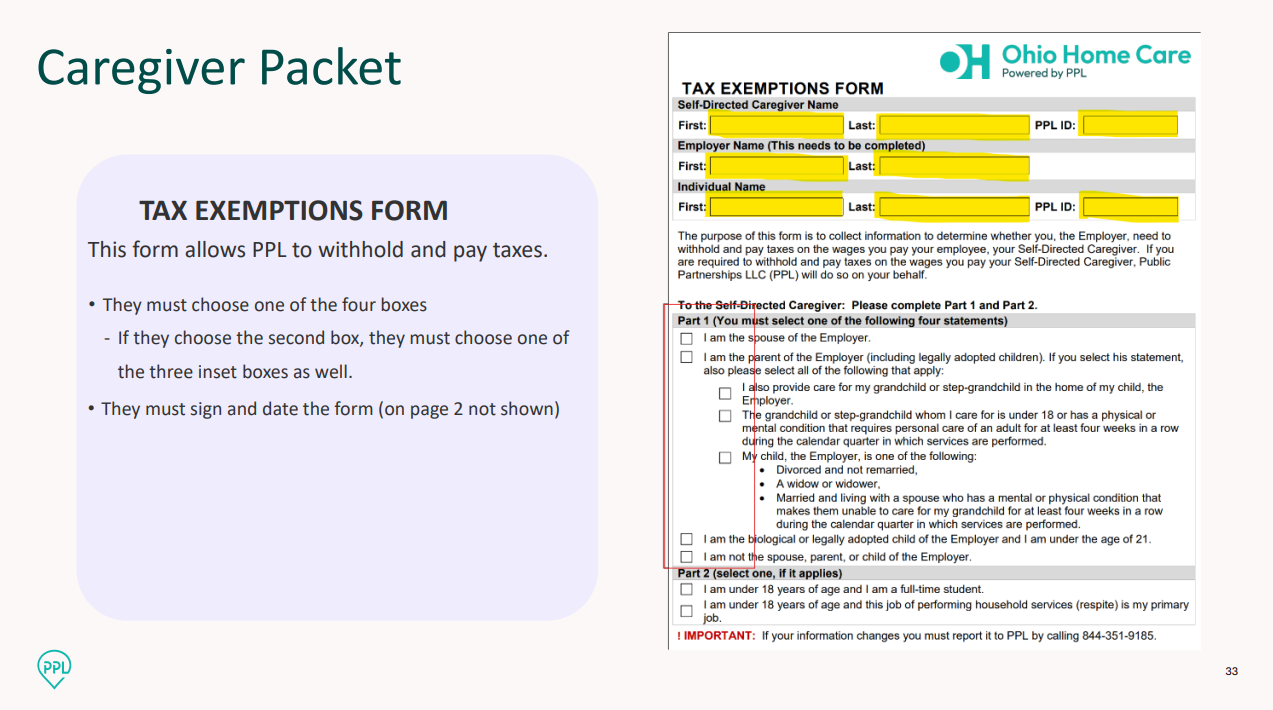 Caregiver Packet
TAX EXEMPTIONS FORM
This form allows PPL to withhold and pay taxes.
• They must choose one of the four boxes
- If they choose the second box, they must choose one of
the three inset boxes as well.
• They must sign and date the form (on page 2 not shown)
PPL
OH Ohio Home Care
Powered by PPL
TAX EXEMPTIONS FORM
Self-Directed Caregiver Name
First: Last: PPL ID:
Employer Name (This needs to be completed)
First: Last:
Individual Name
First: Last: PPL ID:
The purpose of this form is to collect information to determine whether you, the Employer, need to
withhold and pay taxes on the wages you pay your employee, your Self-Directed Caregiver. If you
are required to withhold and pay taxes on the wages you pay your Self-Directed Caregiver, Public
Partnerships LLC (PPL) will do so on your behalf.
To the Self-Directed Caregiver: Please complete Part 1 and Part 2.
Part 1 (You must select one of the following four statements)
I am the spouse of the Employer.
I am the parent of the Employer (including legally adopted children). If you select his statement,
also please select all of the following that apply:
I also provide care for my grandchild or step-grandchild in the home of my child, the
Employer.
The grandchild or step-grandchild whom I care for is under 18 or has a physical or
mental condition that requires personal care of an adult for at least four weeks in a row
during the calendar quarter in which services are performed.
My child, the Employer, is one of the following:
• Divorced and not remarried,
• A widow or widower,
• Married and living with a spouse who has a mental or physical condition that
makes them unable to care for my grandchild for at least four weeks in a row
during the calendar quarter in which services are performed.
I am the biological or legally adopted child of the Employer and I am under the age of 21.
I am not the spouse, parent, or child of the Employer.
Part 2 (select one, if it applies)
I am under 18 years of age and I am a full-time student.
I am under 18 years of age and this job of performing household services (respite) is my primary
job.
! IMPORTANT: If your information changes you must report it to PPL by calling 844-351-9185.
33